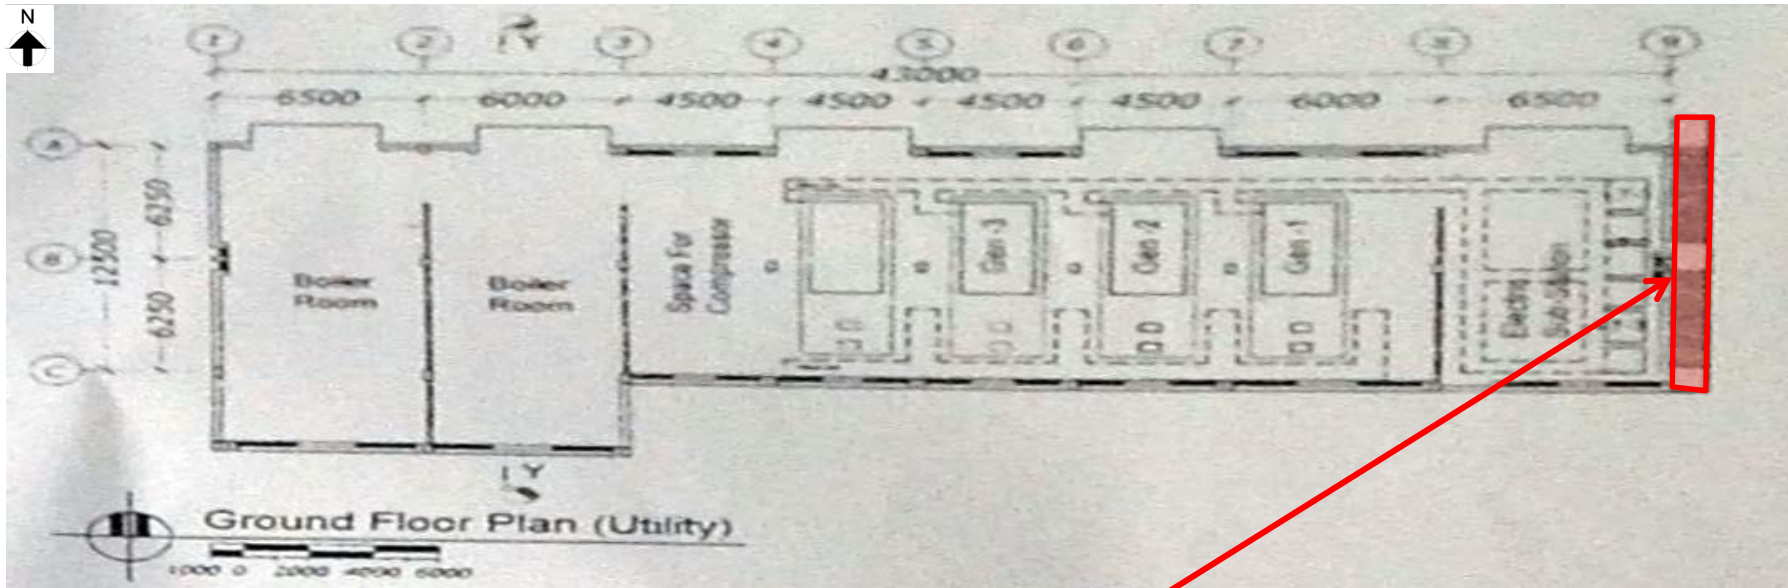 N
1 2 Y 3 4 5 6 7 8 9
43000
6500 6000 4500 4500 4500 4500 6000 6500
A
B
C
6250
12500
6250
Boiler
Room
Boiler
Room
Space For
Compressor
Gen-3
Gen-2
Gen-1
Electric
Sub-station
Y
Ground Floor Plan (Utility)
1000 0 2000 4000 6000